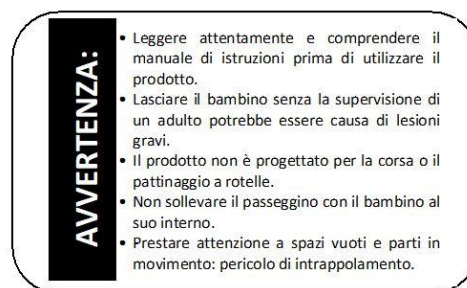 AVVERTENZA:
• Leggere attentamente e comprendere il
manuale di istruzioni prima di utilizzare il
prodotto.
• Lasciare il bambino senza la supervisione di
un adulto potrebbe essere causa di lesioni
gravi.
• Il prodotto non è progettato per la corsa o il
pattinaggio a rotelle.
• Non sollevare il passeggino con il bambino al
suo interno.
• Prestare attenzione a spazi vuoti e parti in
movimento: pericolo di intrappolamento.